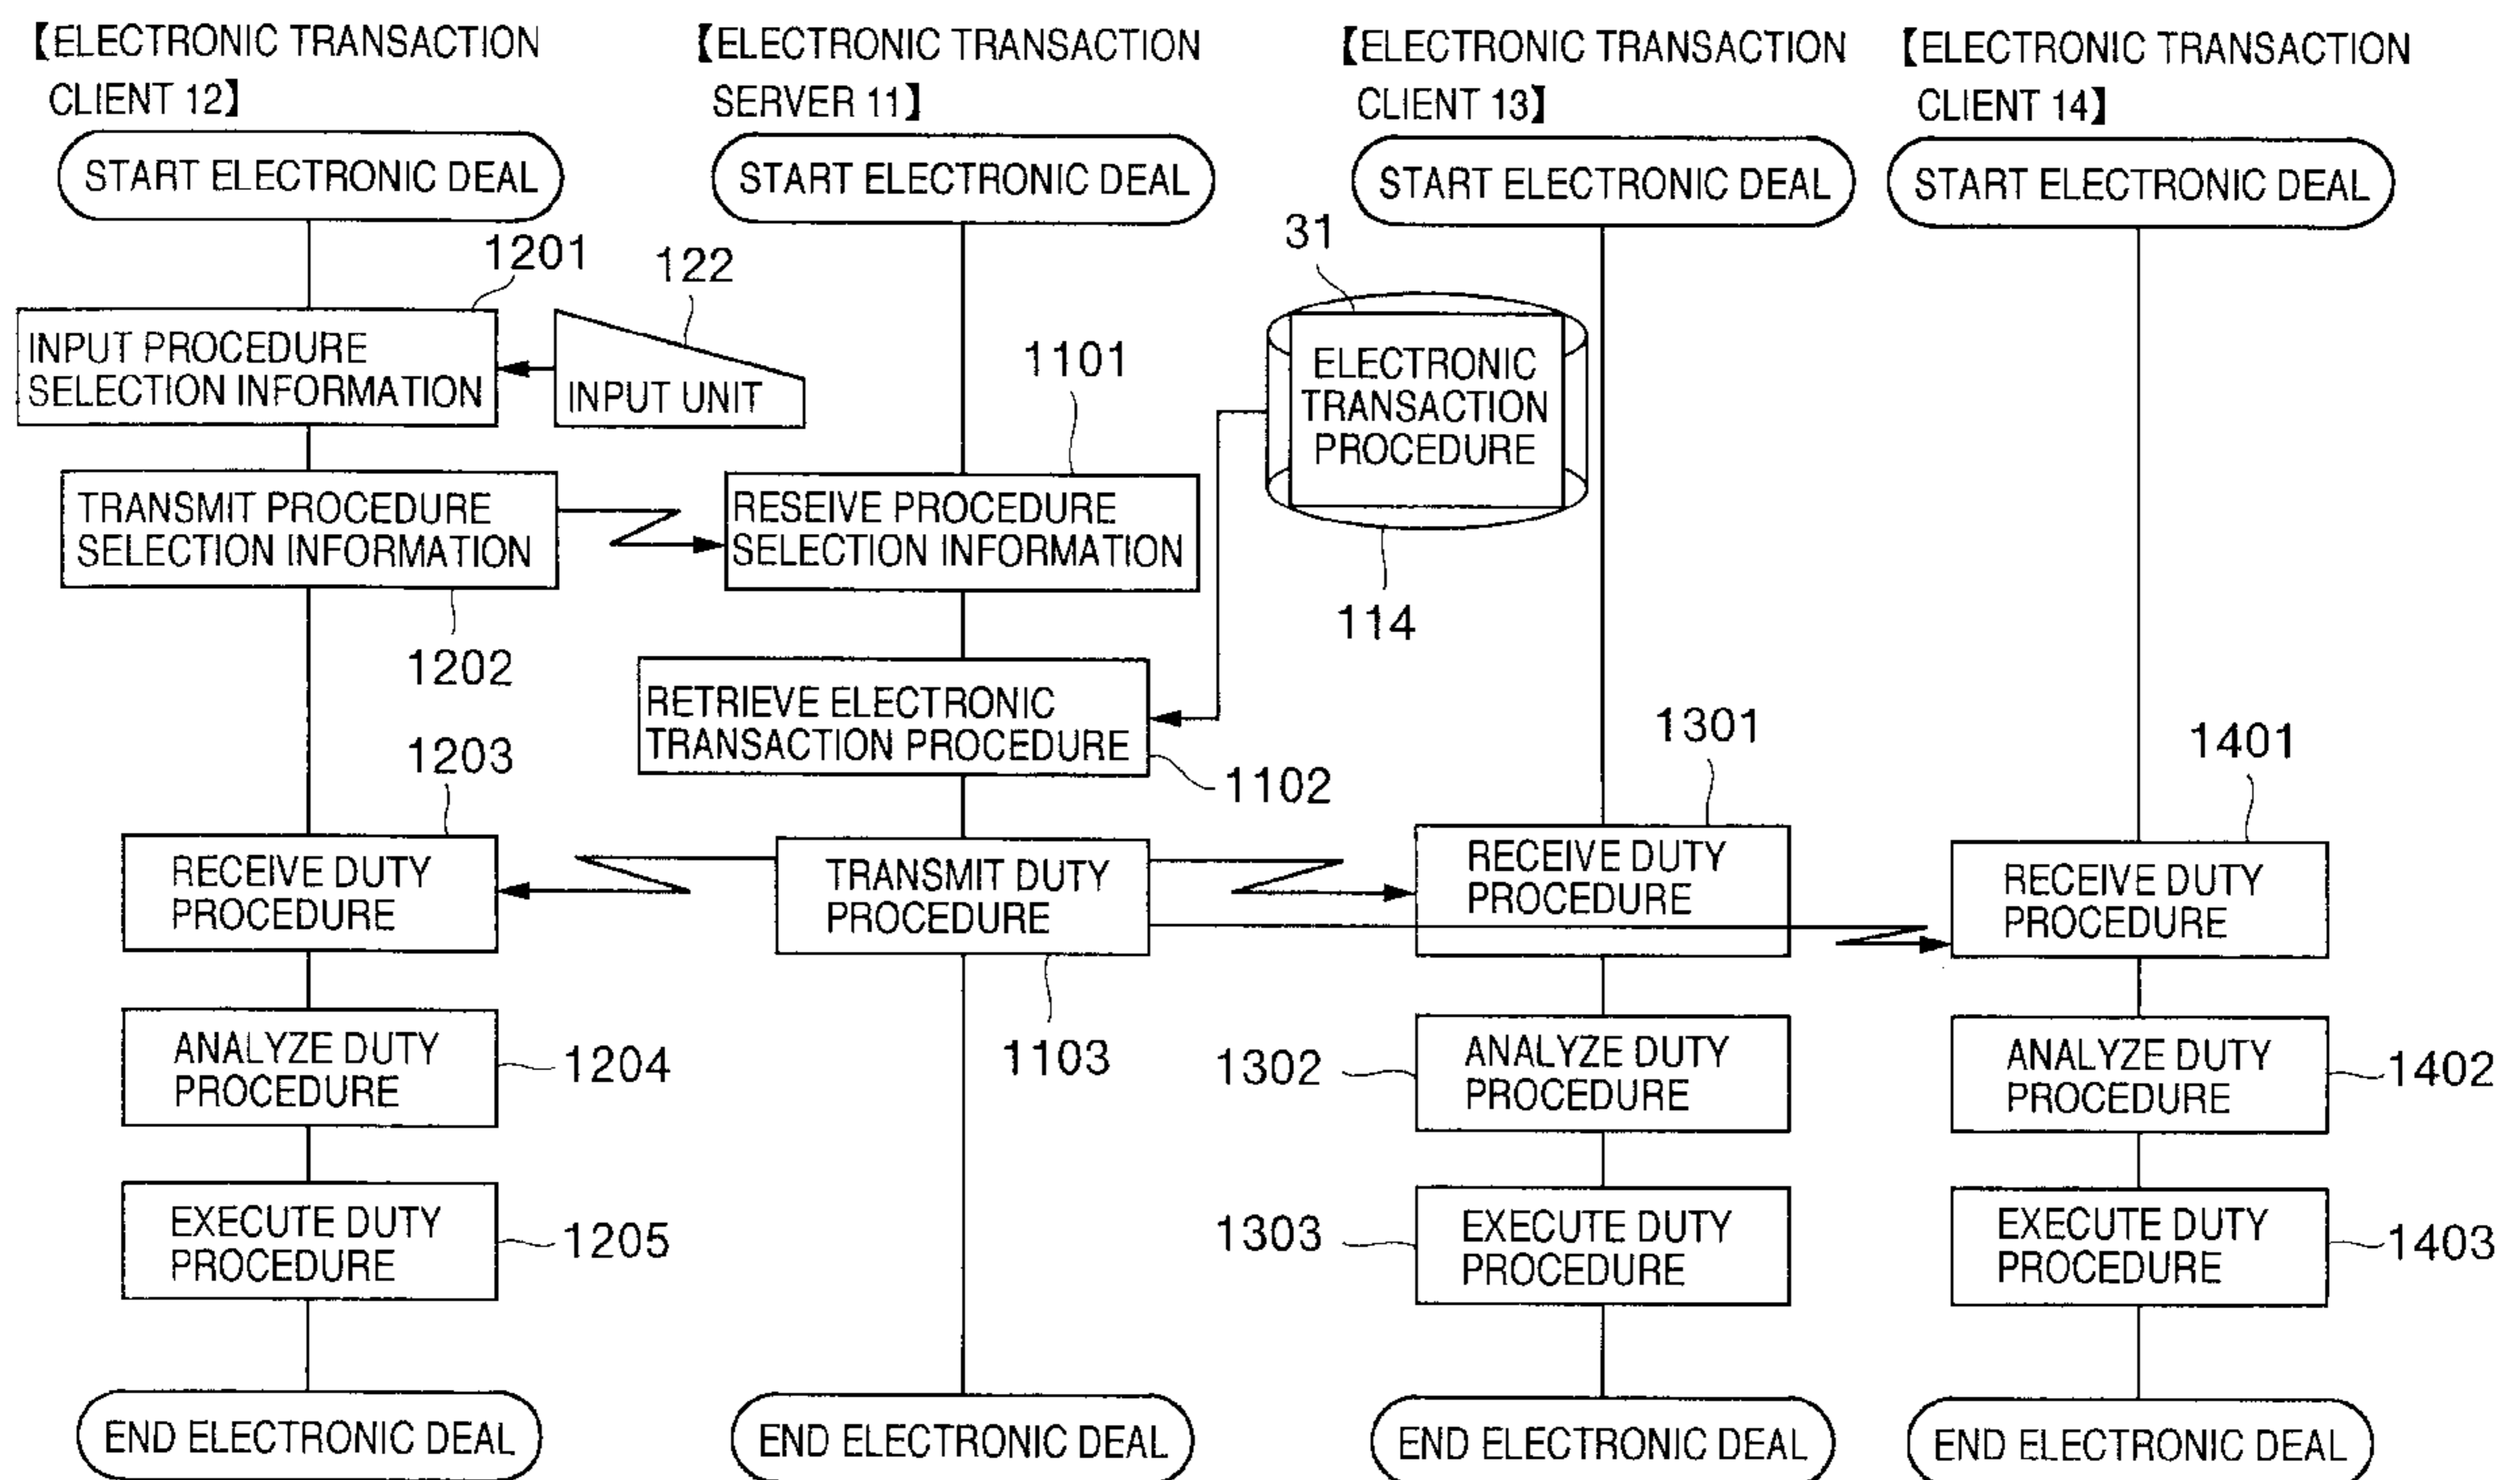 【ELECTRONIC TRANSACTION
CLIENT 12】
【ELECTRONIC TRANSACTION
SERVER 11】
【ELECTRONIC TRANSACTION
CLIENT 13】
【ELECTRONIC TRANSACTION
CLIENT 14】
START ELECTRONIC DEAL
START ELECTRONIC DEAL
START ELECTRONIC DEAL
START ELECTRONIC DEAL
1201
122
31
INPUT PROCEDURE
SELECTION INFORMATION
INPUT UNIT
1101
ELECTRONIC
TRANSACTION
PROCEDURE
TRANSMIT PROCEDURE
SELECTION INFORMATION
RESEIVE PROCEDURE
SELECTION INFORMATION
114
1202
RETRIEVE ELECTRONIC
TRANSACTION PROCEDURE
1102
1203
1301
1401
RECEIVE DUTY
PROCEDURE
TRANSMIT DUTY
PROCEDURE
RECEIVE DUTY
PROCEDURE
RECEIVE DUTY
PROCEDURE
1103
ANALYZE DUTY
PROCEDURE
1204
1302
ANALYZE DUTY
PROCEDURE
ANALYZE DUTY
PROCEDURE
1402
EXECUTE DUTY
PROCEDURE
1205
1303
EXECUTE DUTY
PROCEDURE
EXECUTE DUTY
PROCEDURE
1403
END ELECTRONIC DEAL
END ELECTRONIC DEAL
END ELECTRONIC DEAL
END ELECTRONIC DEAL